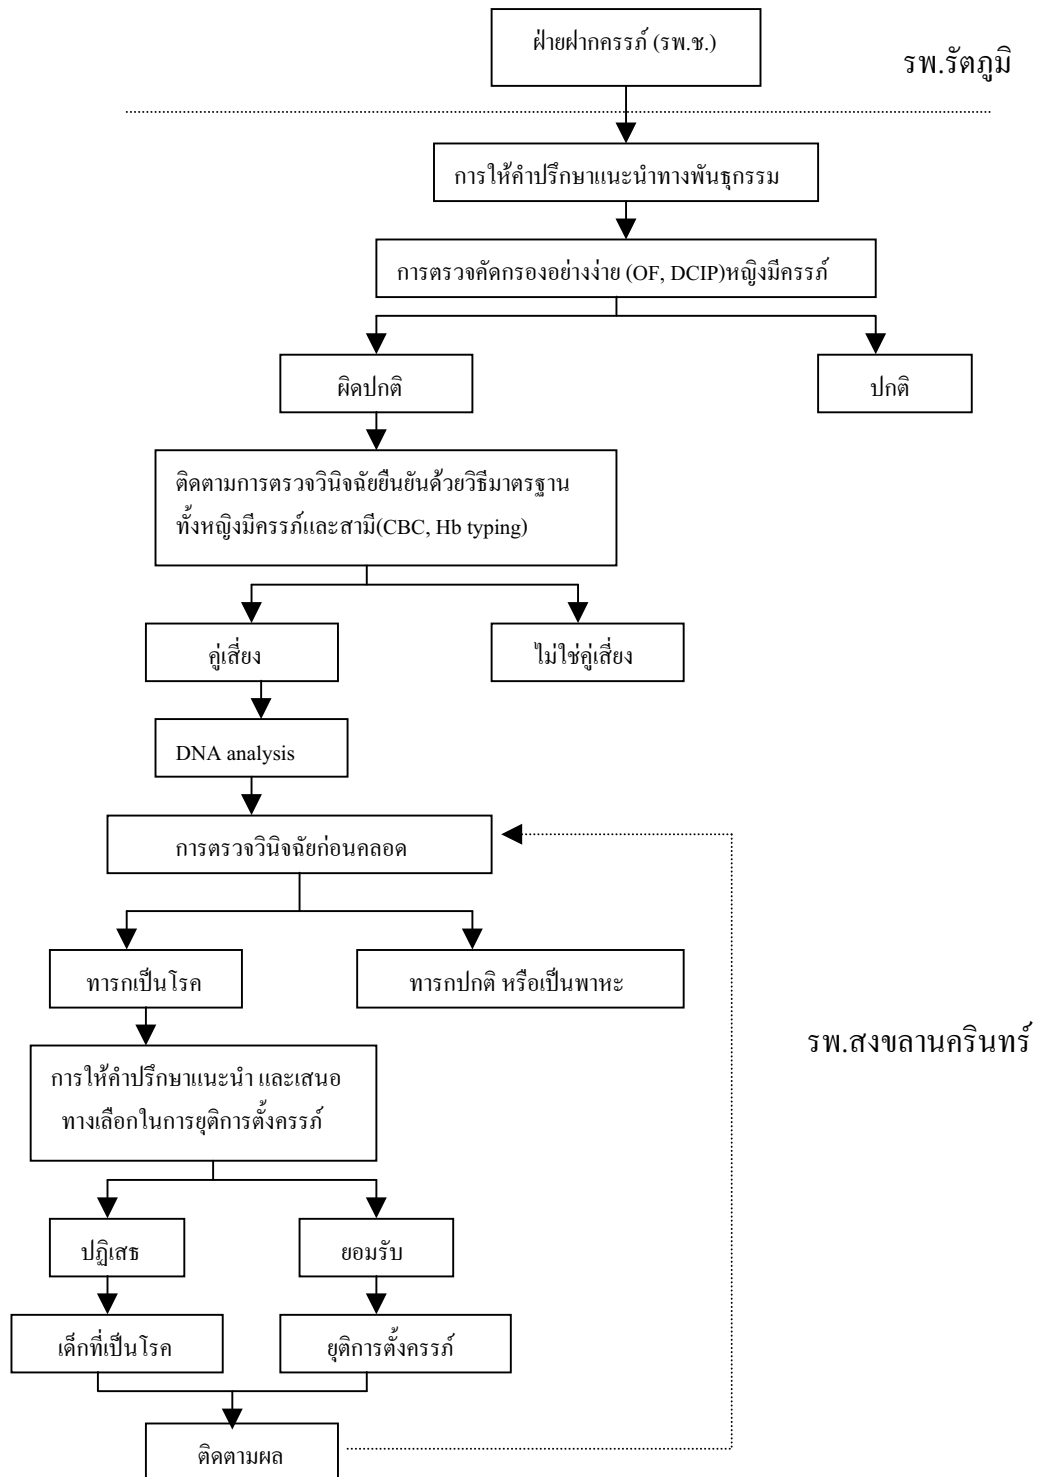 ฝ่ายฝากครรภ์ (รพ.ช.)
รพ.รัตภูมิ
การให้คำปรึกษาแนะนำทางพันธุกรรม
การตรวจคัดกรองอย่างง่าย (OF, DCIP)หญิงมีครรภ์
ผิดปกติ
ปกติ
ติดตามการตรวจวินิจฉัยยืนยันด้วยวิธีมาตรฐาน
ทั้งหญิงมีครรภ์และสามี(CBC, Hb typing)
คู่เสี่ยง
ไม่ใช่คู่เสี่ยง
DNA analysis
การตรวจวินิจฉัยก่อนคลอด
ทารกเป็นโรค
ทารกปกติ หรือเป็นพาหะ
รพ.สงขลานครินทร์
การให้คำปรึกษาแนะนำ และเสนอ
ทางเลือกในการยุติการตั้งครรภ์
ปฏิเสธ
ยอมรับ
เด็กที่เป็นโรค
ยุติการตั้งครรภ์
ติดตามผล